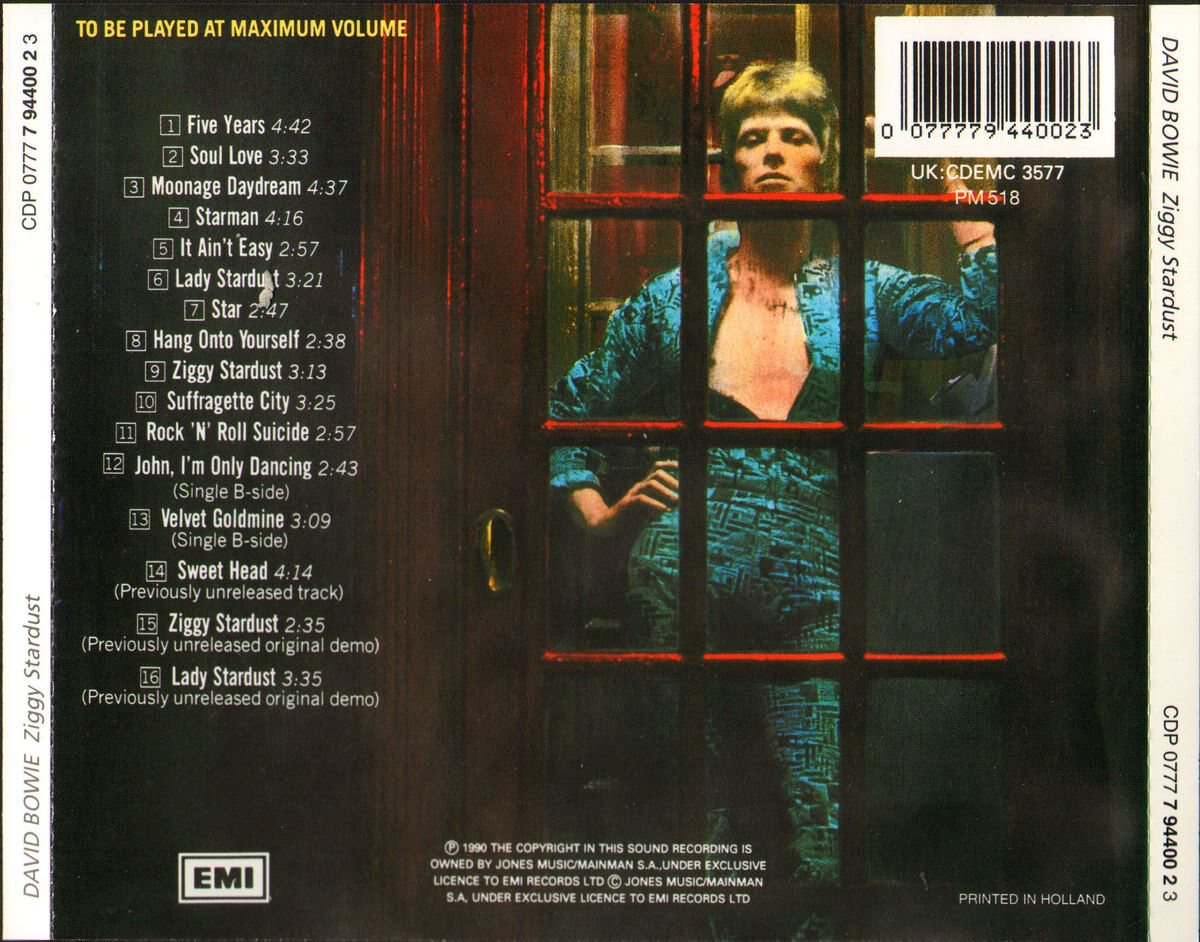 TO BE PLAYED AT MAXIMUM VOLUME
1 Five Years 4:42
2 Soul Love 3:33
3 Moonage Daydream 4:37
4 Starman 4:16
5 It Ain't Easy 2:57
6 Lady Stardust 3:21
7 Star 2:47
8 Hang Onto Yourself 2:38
9 Ziggy Stardust 3:13
10 Suffragette City 3:25
11 Rock 'N' Roll Suicide 2:57
12 John, I'm Only Dancing 2:43
(Single B-side)
13 Velvet Goldmine 3:09
(Single B-side)
14 Sweet Head 4:14
(Previously unreleased track)
15 Ziggy Stardust 2:35
(Previously unreleased original demo)
16 Lady Stardust 3:35
(Previously unreleased original demo)
EMI
Ⓟ 1990 THE COPYRIGHT IN THIS SOUND RECORDING IS
OWNED BY JONES MUSIC/MAINMAN S.A.,UNDER EXCLUSIVE
LICENCE TO EMI RECORDS LTD Ⓒ JONES MUSIC/MAINMAN
S.A, UNDER EXCLUSIVE LICENCE TO EMI RECORDS LTD
0 077779 440023
UK:CDEMC 3577
PM 518
PRINTED IN HOLLAND
CDP 0777 7 94400 2 3
DAVID BOWIE Ziggy Stardust
DAVID BOWIE Ziggy Stardust
CDP 0777 7 94400 2 3